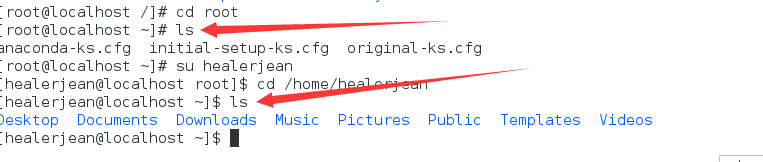 [root@localhost /]# cd root
[root@localhost ~]# ls
anaconda-ks.cfg  initial-setup-ks.cfg  original-ks.cfg
[root@localhost ~]# su healerjean
[healerjean@localhost root]$ cd /home/healerjean
[healerjean@localhost ~]$ ls
Desktop  Documents  Downloads  Music  Pictures  Public  Templates  Videos
[healerjean@localhost ~]$